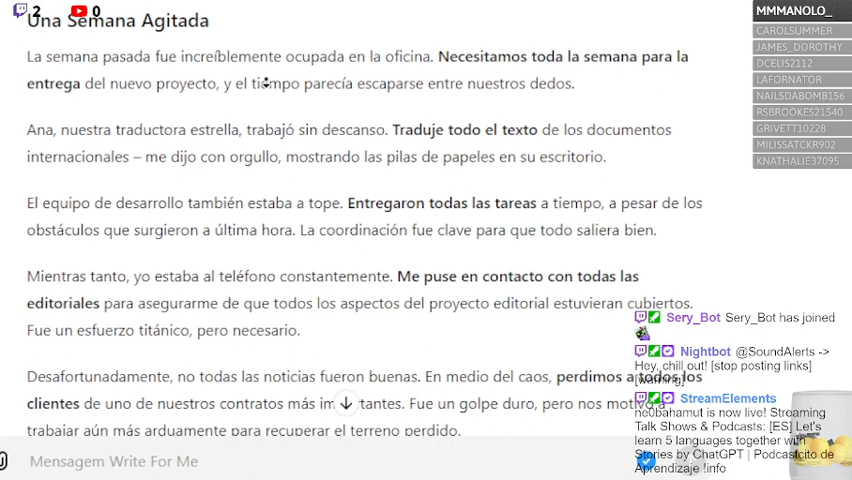 Una Semana Agitada
La semana pasada fue increíblemente ocupada en la oficina. Necesitamos toda la semana para la
entrega del nuevo proyecto, y el tiempo parecía escaparse entre nuestros dedos.
Ana, nuestra traductora estrella, trabajó sin descanso. Traduje todo el texto de los documentos
internacionales – me dijo con orgullo, mostrando las pilas de papeles en su escritorio.
El equipo de desarrollo también estaba a tope. Entregaron todas las tareas a tiempo, a pesar de los
obstáculos que surgieron a última hora. La coordinación fue clave para que todo saliera bien.
Mientras tanto, yo estaba al teléfono constantemente. Me puse en contacto con todas las
editoriales para asegurarme de que todos los aspectos del proyecto editorial estuvieran cubiertos.
Fue un esfuerzo titánico, pero necesario.
Desafortunadamente, no todas las noticias fueron buenas. En medio del caos, perdimos a todos los
clientes de uno de nuestros contratos más tantes. Fue un golpe duro, pero nos motivó a
trabajar aún más arduamente para recuperar el terreno perdido.
Mensagem Write For Me
2
0
MMMANOLO_
CAROLSUMMER
JAMES_DOROTHY
DCELIS2112
LAFORNATOR
NAILSDABOMB156
RSBROOKES21540
GRIVETT10228
MILISSATCKR902
KNATHALIE37095
Sery_Bot Sery_Bot has joined
Nightbot @SoundAlerts ->
Hey, chill out! [stop posting links]
[warning]
StreamElements
ne0bahamut is now live! Streaming
Talk Shows & Podcasts: [ES] Let's
learn 5 languages together with
Stories by ChatGPT | Podcastcito de
Aprendizaje !info